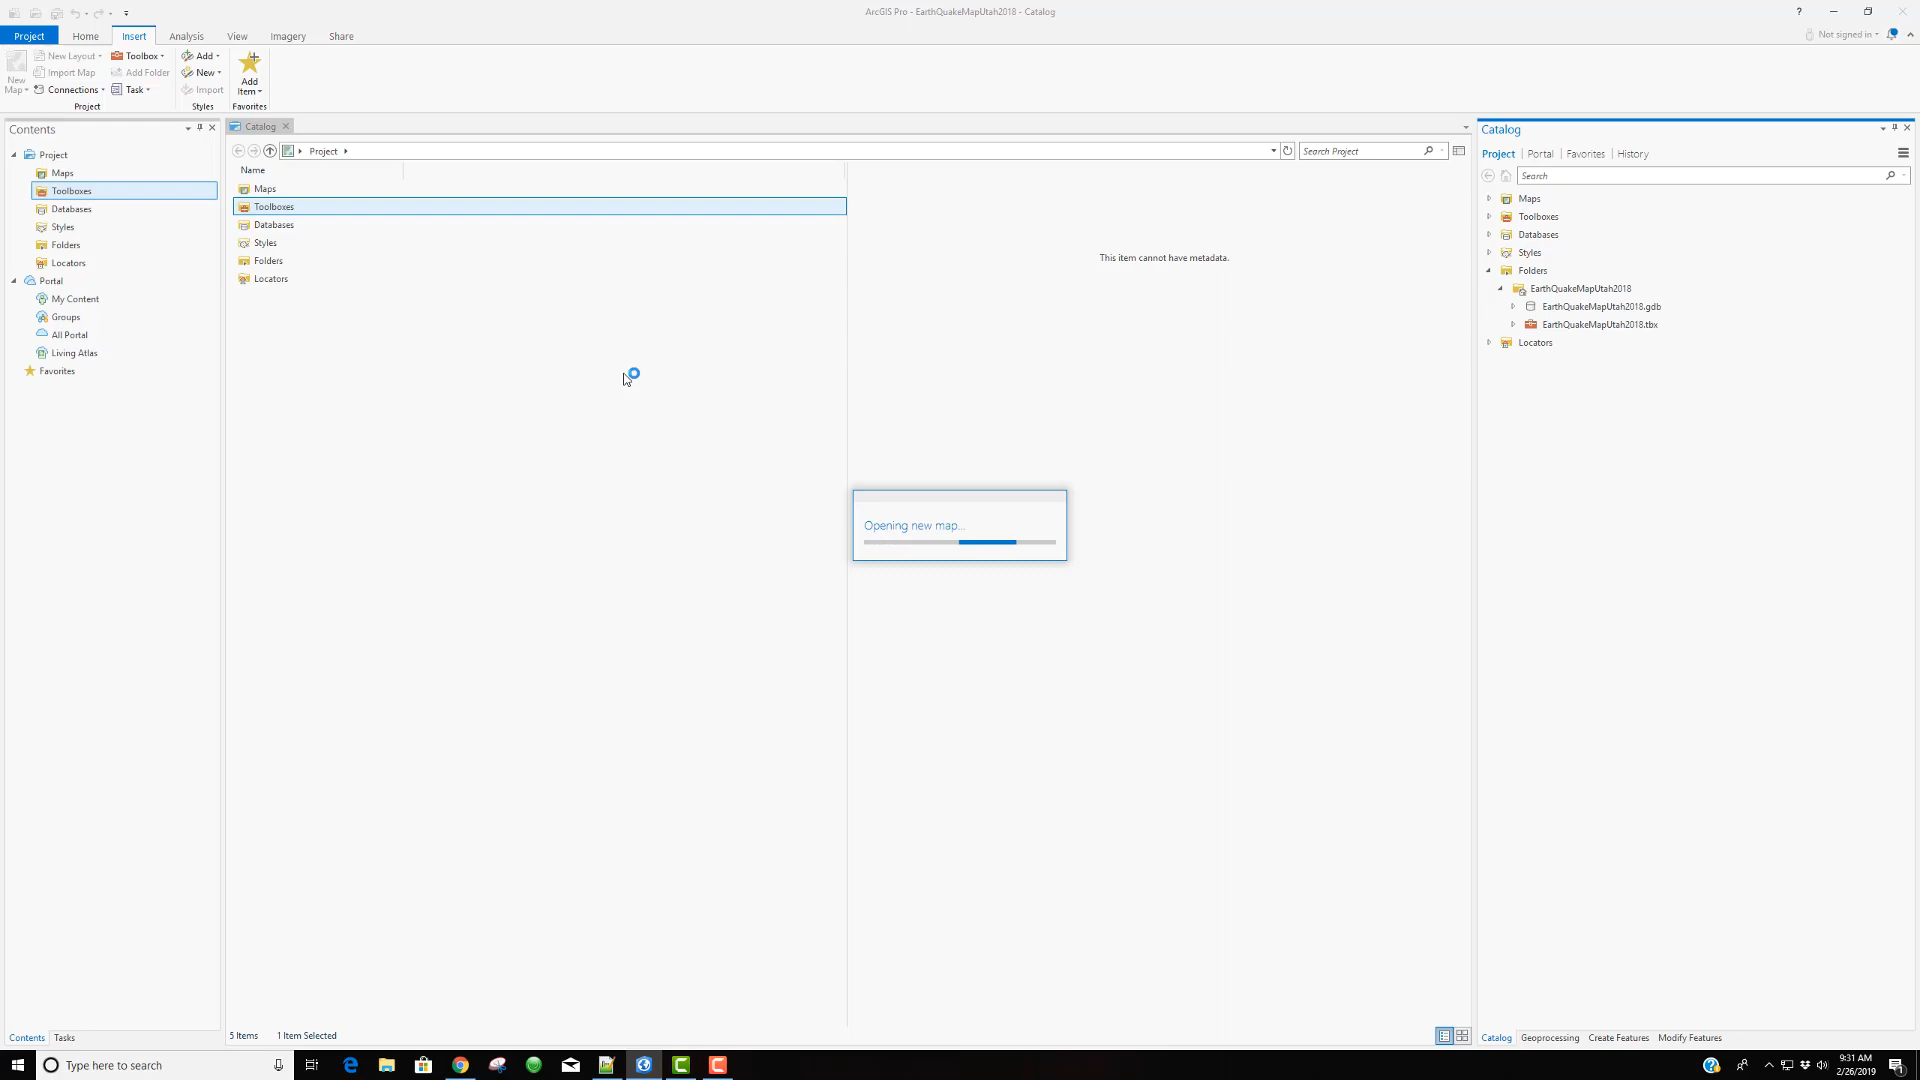 ArcGIS Pro - EarthQuakeMapUtah2018 - Catalog
?
Project Home Insert Analysis View Imagery Share
Not signed in
New Map
New Layout
Import Map
Connections
Toolbox
Add Folder
Task
Project
Add
New
Import
Styles
Add Item
Favorites
Contents
Project
Maps
Toolboxes
Databases
Styles
Folders
Locators
Portal
My Content
Groups
All Portal
Living Atlas
Favorites
Contents Tasks
Catalog
Project
Search Project
Name
Maps
Toolboxes
Databases
Styles
Folders
Locators
This item cannot have metadata.
Opening new map...
5 Items 1 Item Selected
Catalog
Project Portal Favorites History
Search
Maps
Toolboxes
Databases
Styles
Folders
EarthQuakeMapUtah2018
EarthQuakeMapUtah2018.gdb
EarthQuakeMapUtah2018.tbx
Locators
Catalog Geoprocessing Create Features Modify Features
Type here to search
9:31 AM
2/26/2019